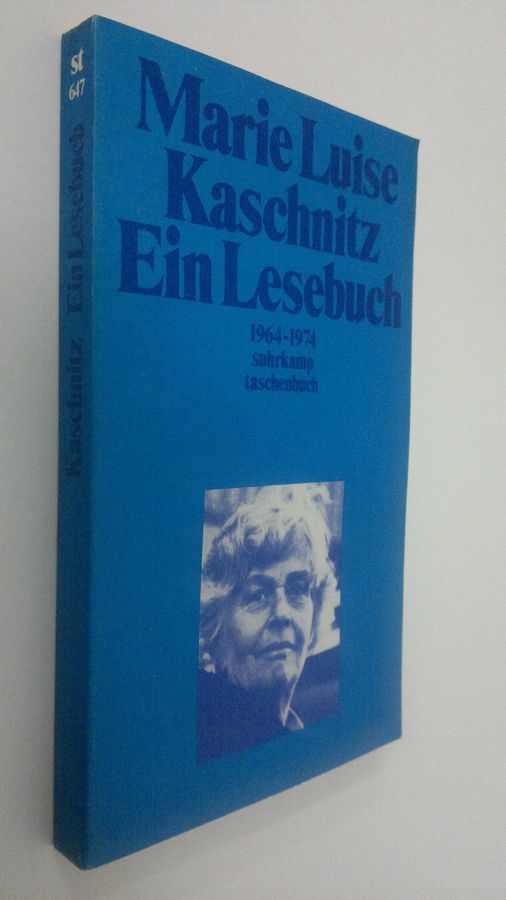 st
647
Kaschnitz Ein Lesebuch
Marie Luise
Kaschnitz
Ein Lesebuch
1964-1974
suhrkamp
taschenbuch